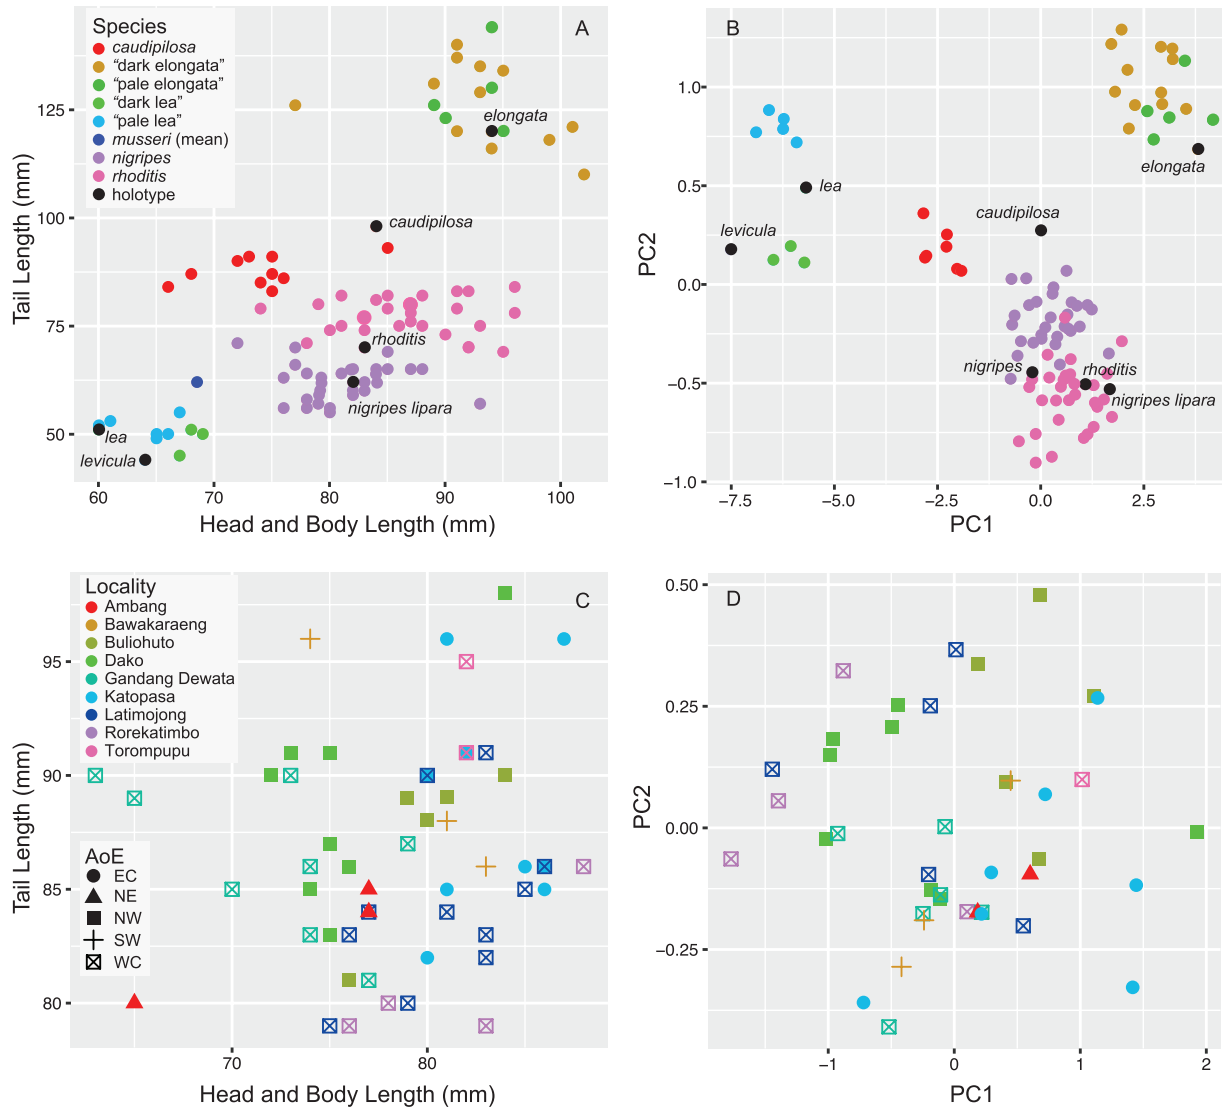 A
Species
caudipilosa
“dark elongata”
“pale elongata”
“dark lea”
“pale lea”
musseri (mean)
nigripes
rhoditis
holotype
elongata
caudipilosa
rhoditis
nigripes lipara
lea
levicula
125
100
75
50
60
70
80
90
100
Tail Length (mm)
Head and Body Length (mm)
B
elongata
lea
caudipilosa
levicula
nigripes
rhoditis
nigripes lipara
1.0
0.5
0.0
−0.5
−1.0
−7.5
−5.0
−2.5
0.0
2.5
PC2
PC1
C
Locality
Ambang
Bawakaraeng
Buliohuto
Dako
Gandang Dewata
Katopasa
Latimojong
Rorekatimbo
Torompupu
AoE
EC
NE
NW
SW
WC
95
90
85
80
70
80
Tail Length (mm)
Head and Body Length (mm)
D
0.50
0.25
0.00
−0.25
−1
0
1
2
PC2
PC1